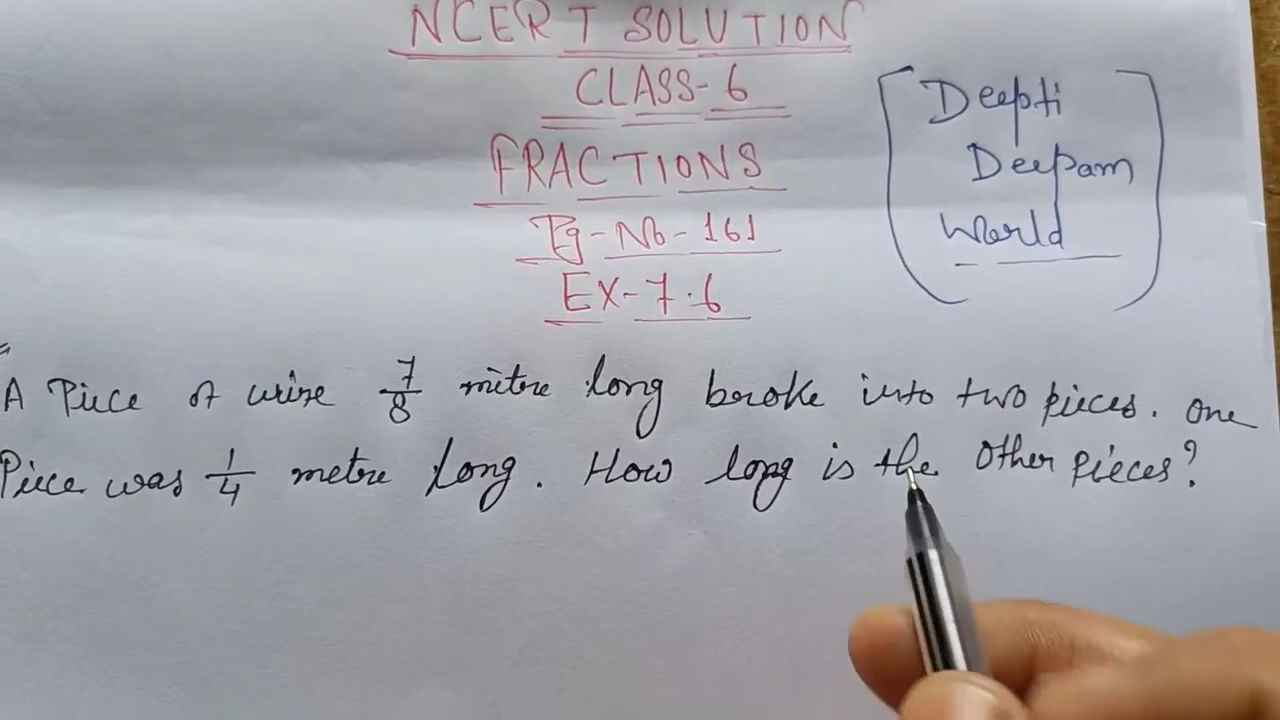 NCERT SOLUTION
CLASS-6
FRACTIONS
Pg-No-161
EX-7.6
Deepti
Deepam
World
A Piece of wire 7/8 metre long broke into two pieces. One
Piece was 1/4 metre long. How long is the other pieces?